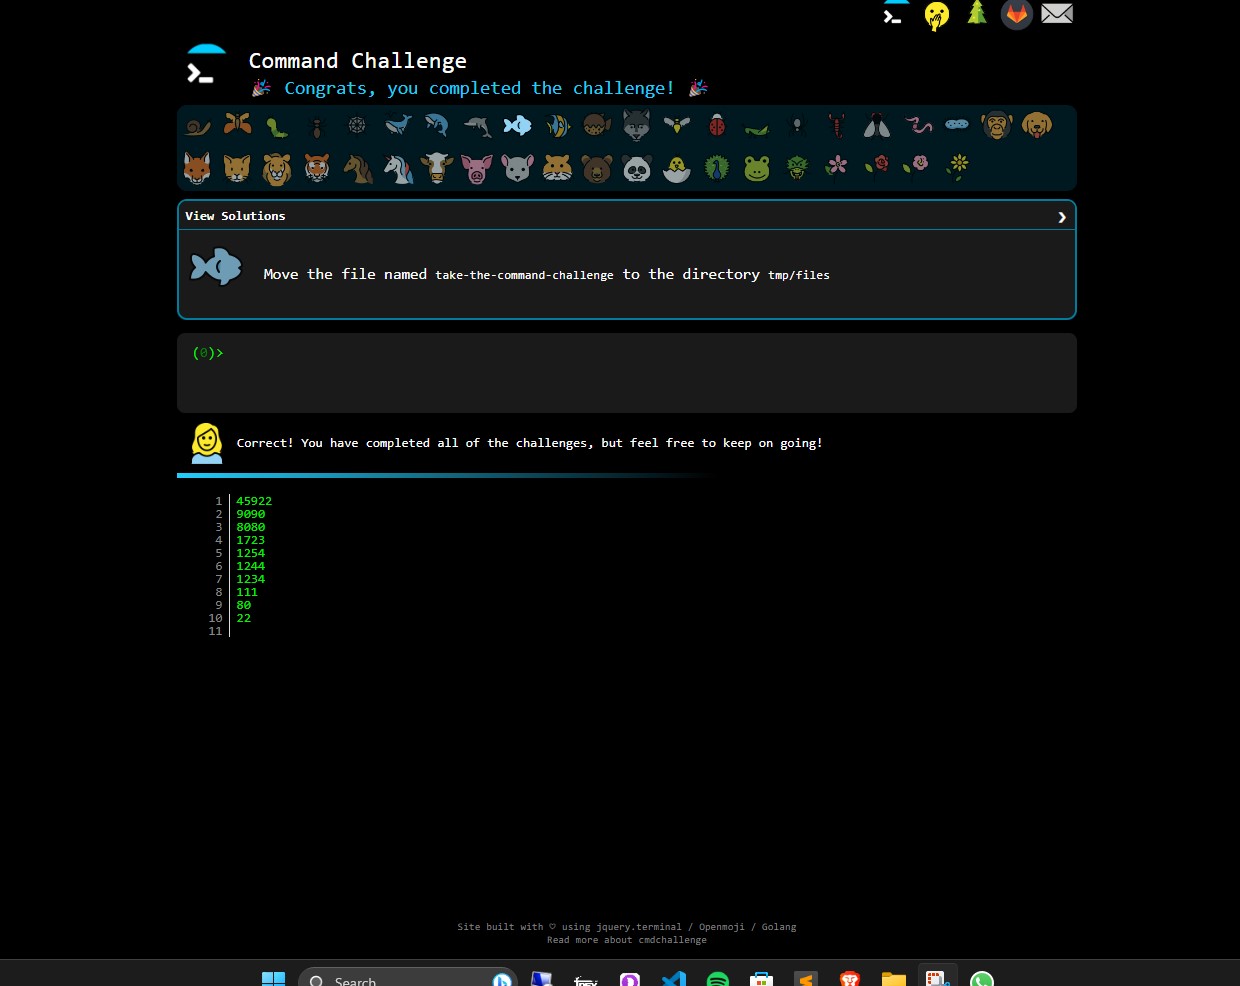 Command Challenge
🎉 Congrats, you completed the challenge! 🎉
View Solutions ❯
Move the file named take-the-command-challenge to the directory tmp/files
(0)>
Correct! You have completed all of the challenges, but feel free to keep on going!
1 45922
2 9090
3 8080
4 1723
5 1254
6 1244
7 1234
8 111
9 80
10 22
11
Site built with ♡ using jquery.terminal / Openmoji / Golang
Read more about cmdchallenge
Search